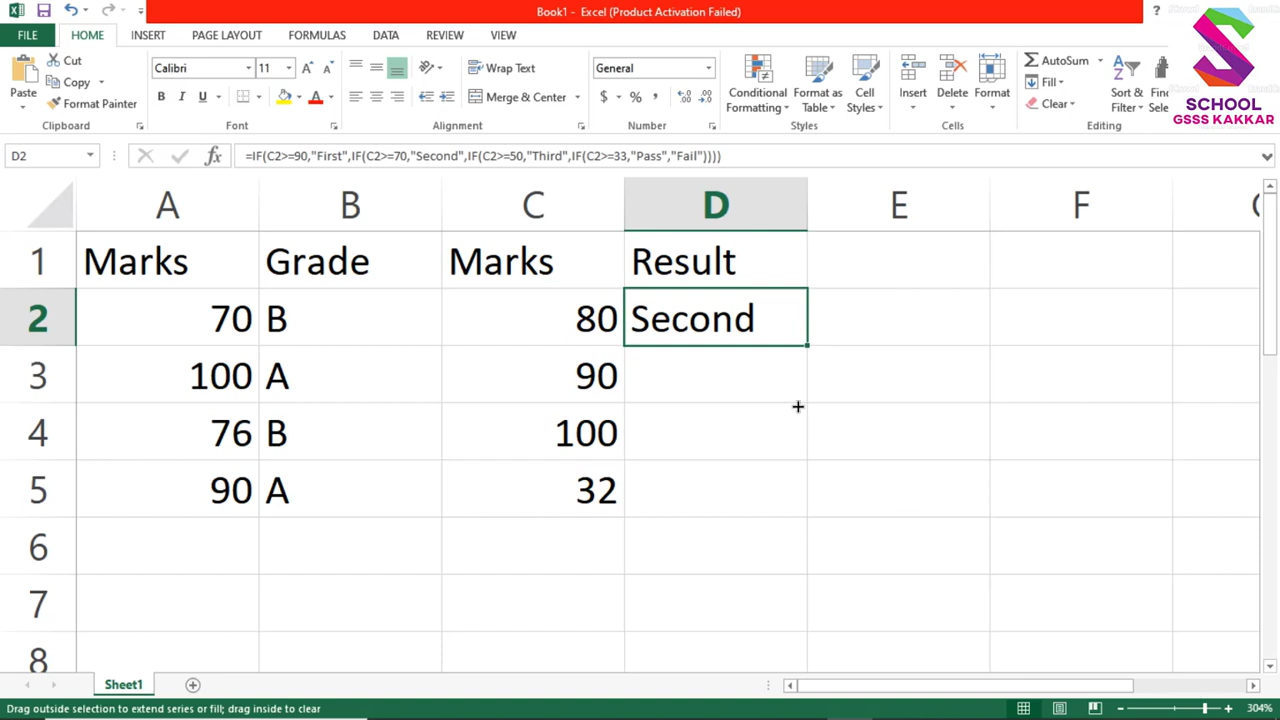 Book1 - Excel (Product Activation Failed)
?
FILE HOME INSERT PAGE LAYOUT FORMULAS DATA REVIEW VIEW
Cut
Copy
Format Painter
Paste
Clipboard
Calibri 11
B I U A
Font
Wrap Text
Merge & Center
Alignment
General
$ % ,
Number
Conditional Formatting
Format as Table
Cell Styles
Styles
Insert Delete Format
Cells
AutoSum
Fill
Clear
Sort & Filter
Editing
SCHOOL
GSSS KAKKAR
D2 fx =IF(C2>=90,"First",IF(C2>=70,"Second",IF(C2>=50,"Third",IF(C2>=33,"Pass","Fail"))))
A B C D E F
1 Marks Grade Marks Result
2 70 B 80 Second
3 100 A 90
4 76 B 100
5 90 A 32
6
7
8
Sheet1
Drag outside selection to extend series or fill; drag inside to clear
304%